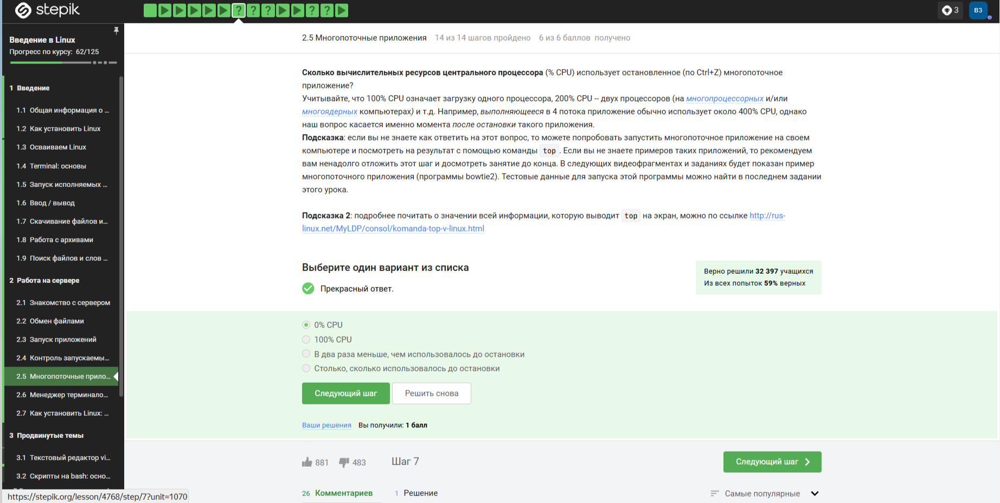 stepik
? ? ? ? ?
3
ВЗ
Введение в Linux
Прогресс по курсу: 62/125
1 Введение
1.1 Общая информация о ...
1.2 Как установить Linux
1.3 Осваиваем Linux
1.4 Terminal: основы
1.5 Запуск исполняемых ...
1.6 Ввод / вывод
1.7 Скачивание файлов и...
1.8 Работа с архивами
1.9 Поиск файлов и слов ...
2 Работа на сервере
2.1 Знакомство с сервером
2.2 Обмен файлами
2.3 Запуск приложений
2.4 Контроль запускаемы...
2.5 Многопоточные прило...
2.6 Менеджер терминало...
2.7 Как установить Linux: ...
3 Продвинутые темы
3.1 Текстовый редактор vi...
3.2 Скрипты на bash: осно...
https://stepik.org/lesson/4768/step/7?unit=1070
2.5 Многопоточные приложения 14 из 14 шагов пройдено 6 из 6 баллов получено
Сколько вычислительных ресурсов центрального процессора (% CPU) использует остановленное (по Ctrl+Z) многопоточное
приложение?
Учитывайте, что 100% CPU означает загрузку одного процессора, 200% CPU -- двух процессоров (на многопроцессорных и/или
многоядерных компьютерах) и т.д. Например, выполняющееся в 4 потока приложение обычно использует около 400% CPU, однако
наш вопрос касается именно момента после остановки такого приложения.
Подсказка: если вы не знаете как ответить на этот вопрос, то можете попробовать запустить многопоточное приложение на своем
компьютере и посмотреть на результат с помощью команды top . Если вы не знаете примеров таких приложений, то рекомендуем
вам ненадолго отложить этот шаг и досмотреть занятие до конца. В следующих видеофрагментах и заданиях будет показан пример
многопоточного приложения (программы bowtie2). Тестовые данные для запуска этой программы можно найти в последнем задании
этого урока.
Подсказка 2: подробнее почитать о значении всей информации, которую выводит top на экран, можно по ссылке http://rus-
linux.net/MyLDP/consol/komanda-top-v-linux.html
Выберите один вариант из списка
Прекрасный ответ.
Верно решили 32 397 учащихся
Из всех попыток 59% верных
0% CPU
100% CPU
В два раза меньше, чем использовалось до остановки
Столько, сколько использовалось до остановки
Следующий шаг Решить снова
Ваши решения Вы получили: 1 балл
881 483 Шаг 7
Следующий шаг
26 Комментариев 1 Решение
Самые популярные